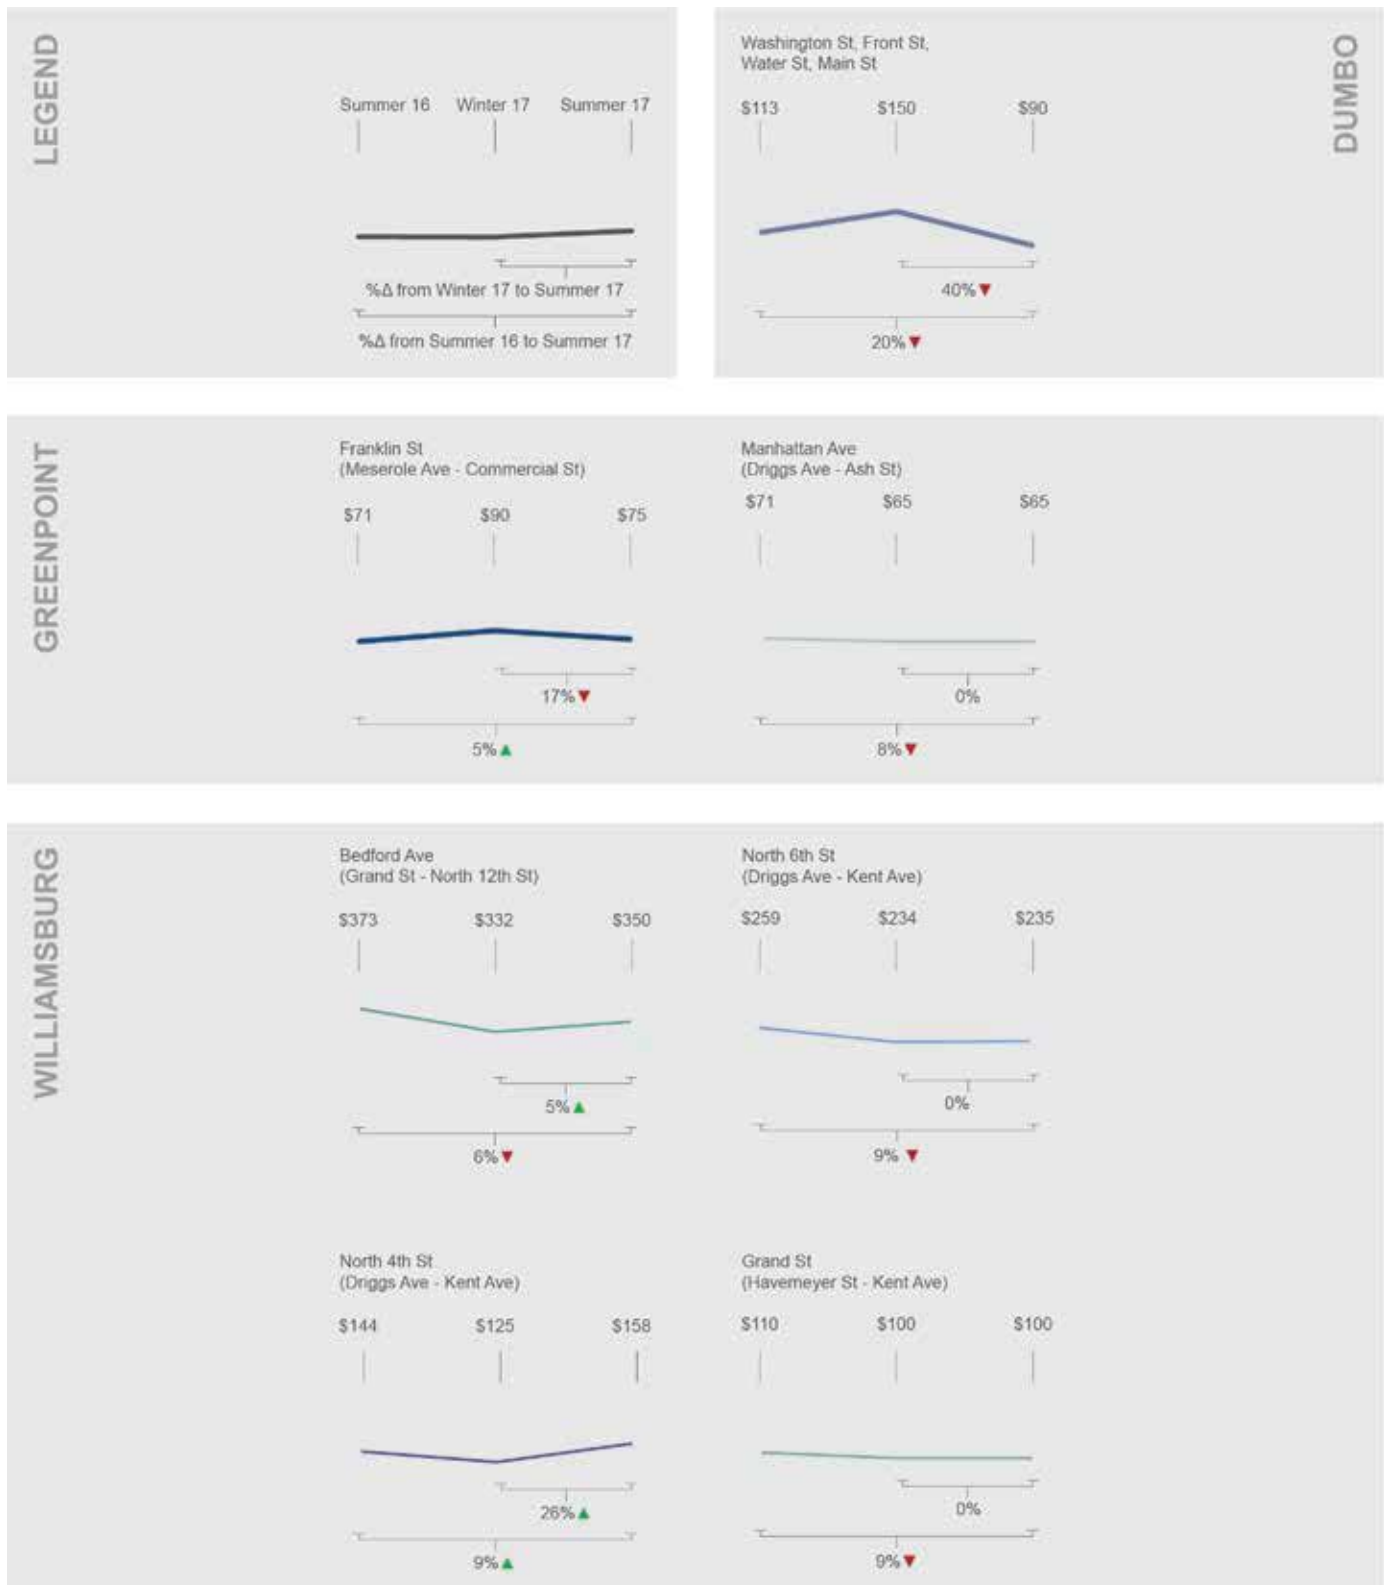 LEGEND
Summer 16 Winter 17 Summer 17
%Δ from Winter 17 to Summer 17
%Δ from Summer 16 to Summer 17
DUMBO
Washington St, Front St,
Water St, Main St
$113 $150 $90
40%▼
20%▼
GREENPOINT
Franklin St
(Meserole Ave - Commercial St)
$71 $90 $75
17%▼
5%▲
Manhattan Ave
(Driggs Ave - Ash St)
$71 $65 $65
0%
8%▼
WILLIAMSBURG
Bedford Ave
(Grand St - North 12th St)
$373 $332 $350
5%▲
6%▼
North 6th St
(Driggs Ave - Kent Ave)
$259 $234 $235
0%
9% ▼
North 4th St
(Driggs Ave - Kent Ave)
$144 $125 $158
26%▲
9%▲
Grand St
(Havemeyer St - Kent Ave)
$110 $100 $100
0%
9%▼